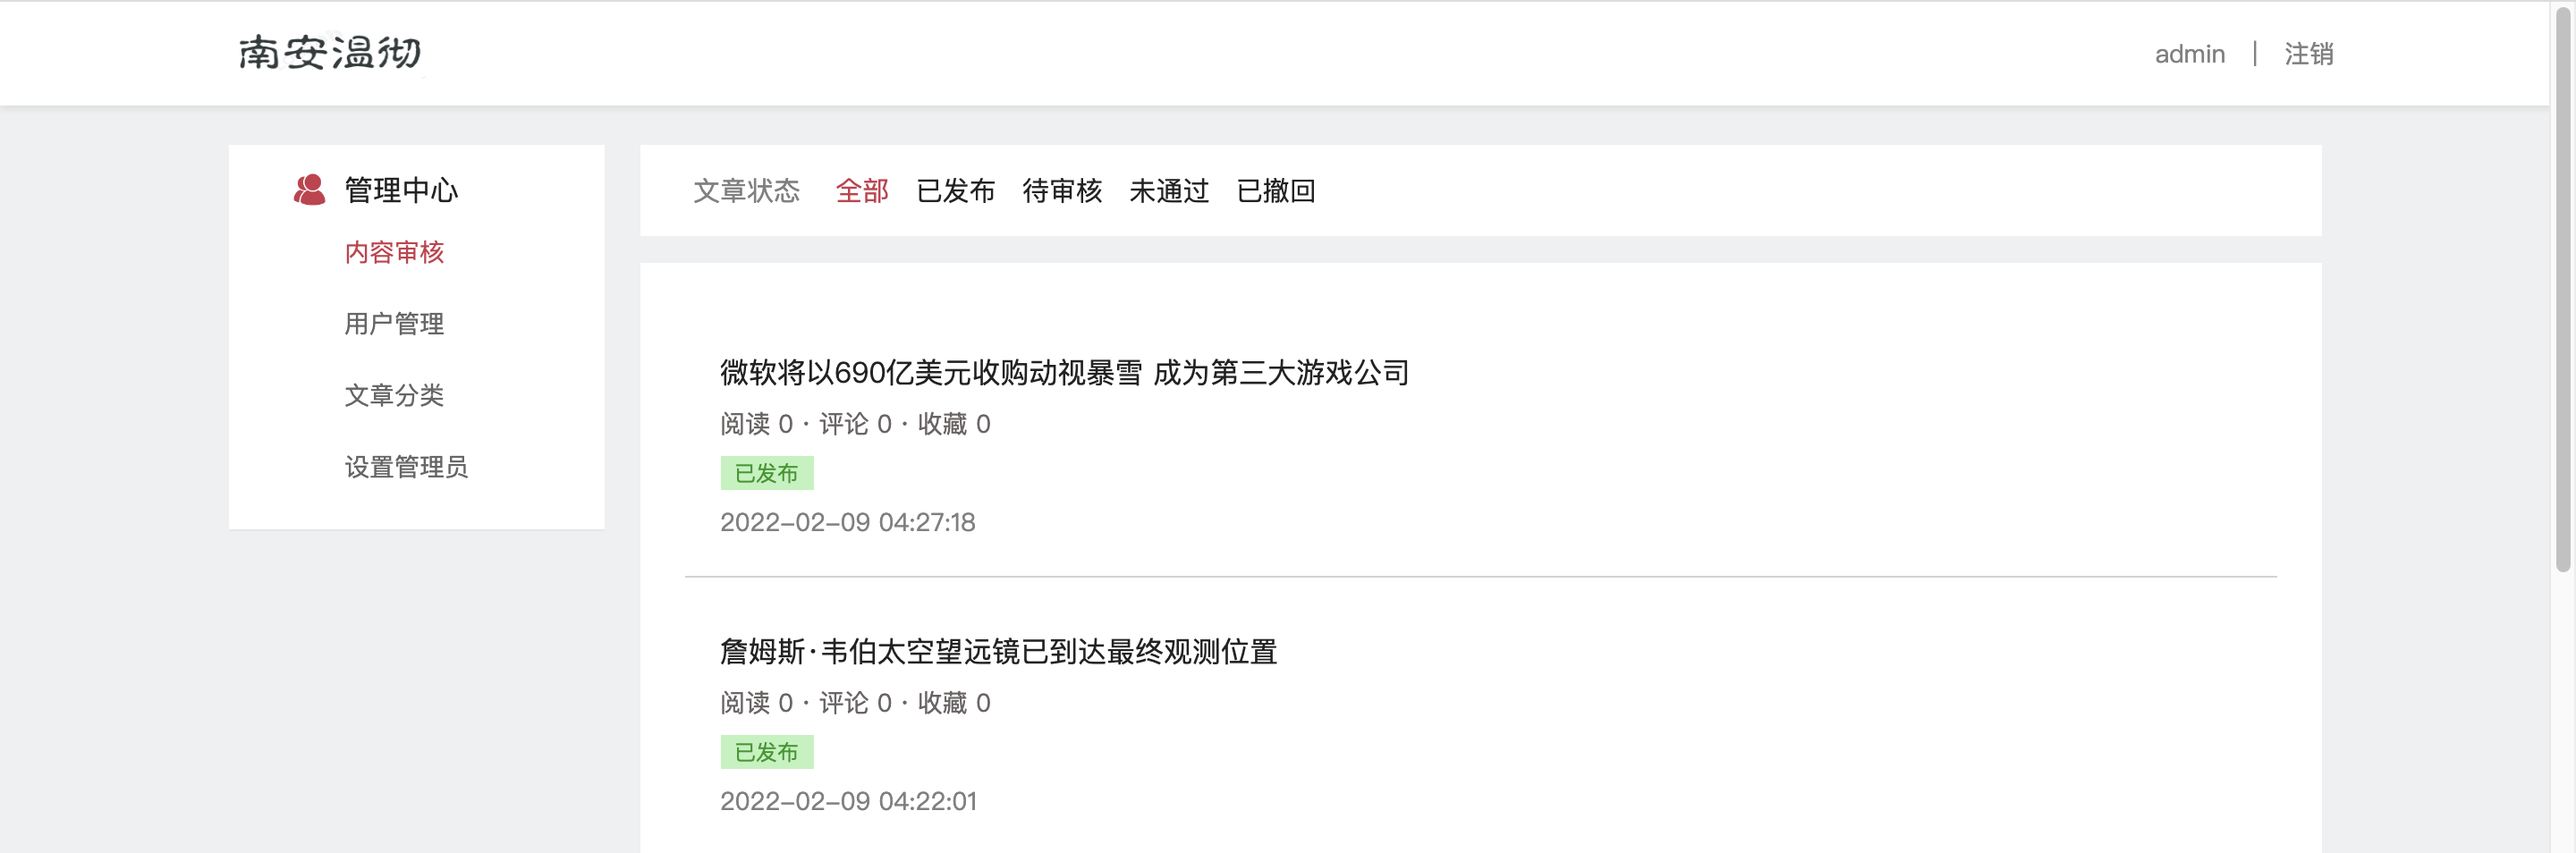 南安温彻
admin | 注销
管理中心
内容审核
用户管理
文章分类
设置管理员
文章状态 全部 已发布 待审核 未通过 已撤回
微软将以690亿美元收购动视暴雪 成为第三大游戏公司
阅读 0 · 评论 0 · 收藏 0
已发布
2022-02-09 04:27:18
詹姆斯·韦伯太空望远镜已到达最终观测位置
阅读 0 · 评论 0 · 收藏 0
已发布
2022-02-09 04:22:01